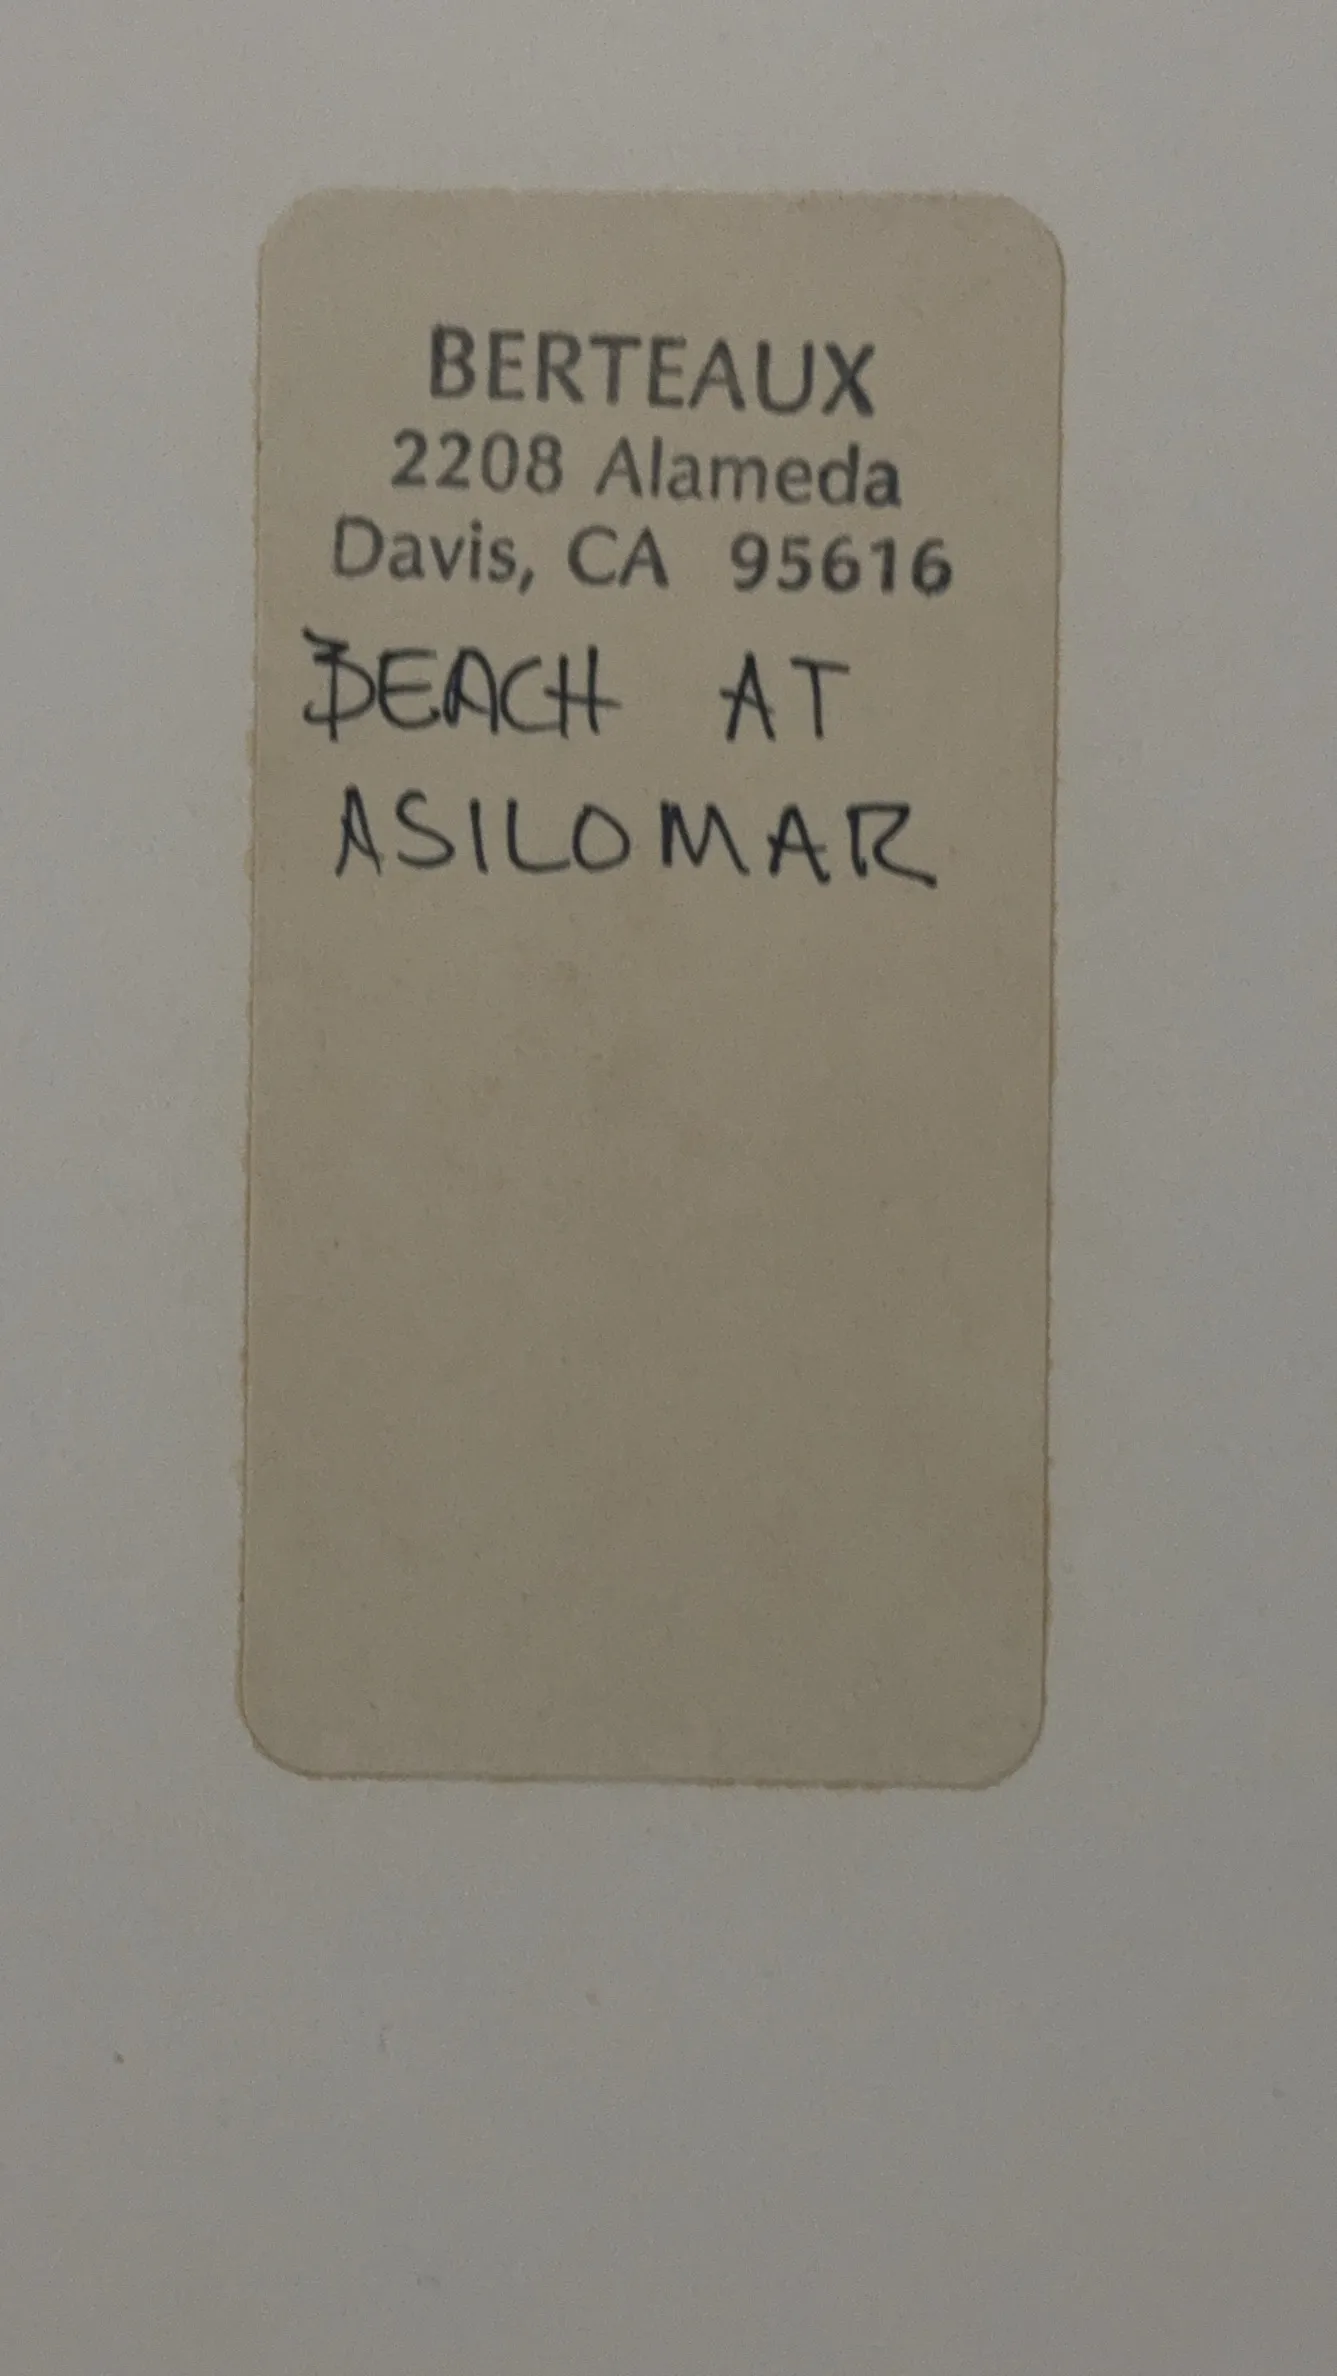 BERTEAUX
2208 Alameda
Davis, CA 95616
BEACH AT
ASILOMAR